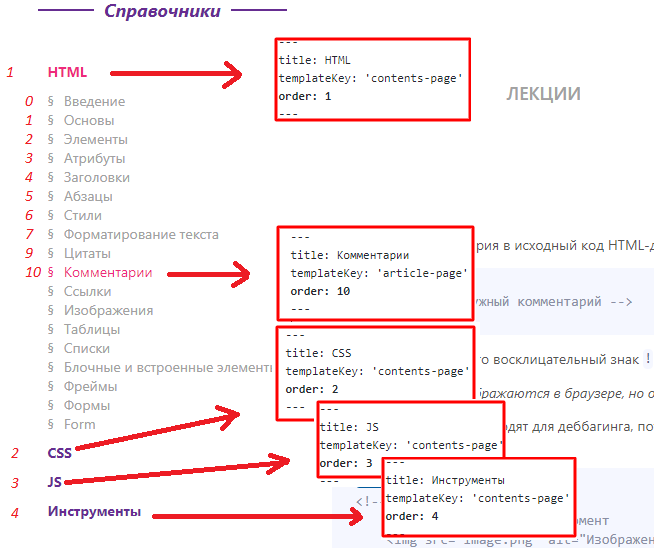 Справочники
1 HTML
---
title: HTML
templateKey: 'contents-page'
order: 1
---
ЛЕКЦИИ
0 § Введение
1 § Основы
2 § Элементы
3 § Атрибуты
4 § Заголовки
5 § Абзацы
6 § Стили
7 § Форматирование текста
9 § Цитаты
10 § Комментарии
§ Ссылки
§ Изображения
§ Таблицы
§ Списки
§ Блочные и встроенные элементы
§ Фреймы
§ Формы
§ Form
---
title: Комментарии
templateKey: 'article-page'
order: 10
---
рия в исходный код HTML-д
ужный комментарий -->
---
title: CSS
templateKey: 'contents-page'
order: 2
---
го восклицательный знак !
бражаются в браузере, но о
2 CSS
---
title: JS
templateKey: 'contents-page'
order: 3
---
одят для деббагинга, по
3 JS
---
title: Инструменты
templateKey: 'contents-page'
order: 4
---
4 Инструменты
<!--
мент
<img src="image.png" alt="Изображен